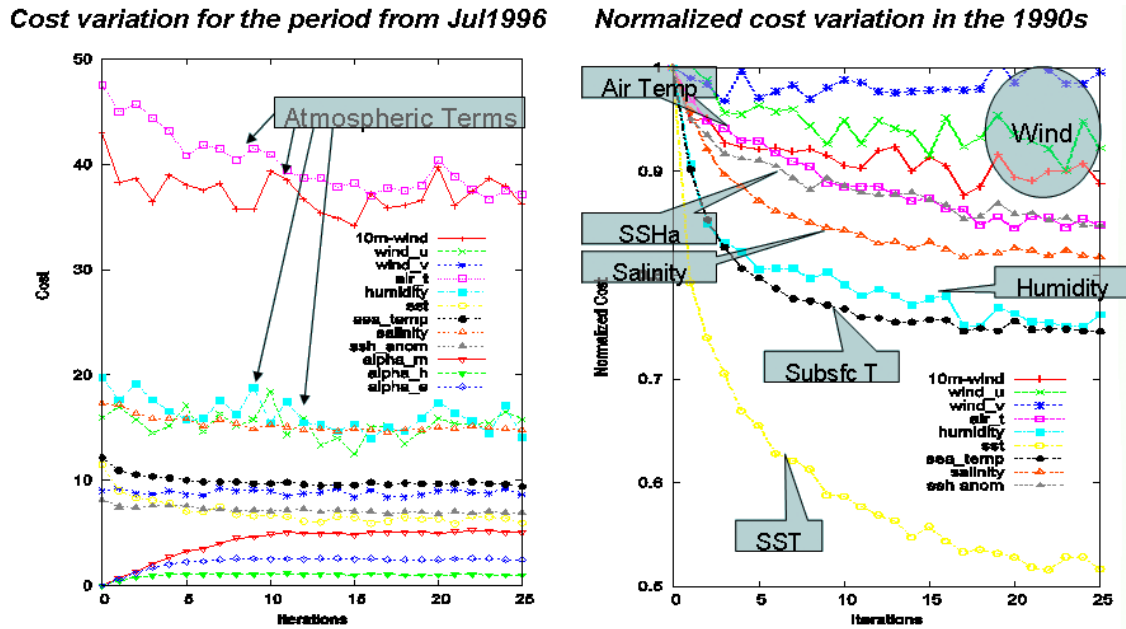 Cost variation for the period from Jul1996
50
40
30
20
10
0
Cost
0
5
10
15
20
25
Iterations
Atmospheric Terms
10m-wind
wind_u
wind_v
air_t
humidity
sst
sea_temp
salinity
ssh_anom
alpha_m
alpha_h
alpha_e
Normalized cost variation in the 1990s
1
0.9
0.8
0.7
0.6
0.5
Normalized Cost
0
5
10
15
20
25
Iterations
Air Temp
Wind
SSHa
Salinity
Humidity
Subsfc T
SST
10m-wind
wind_u
wind_v
air_t
humidity
sst
sea_temp
salinity
ssh anom